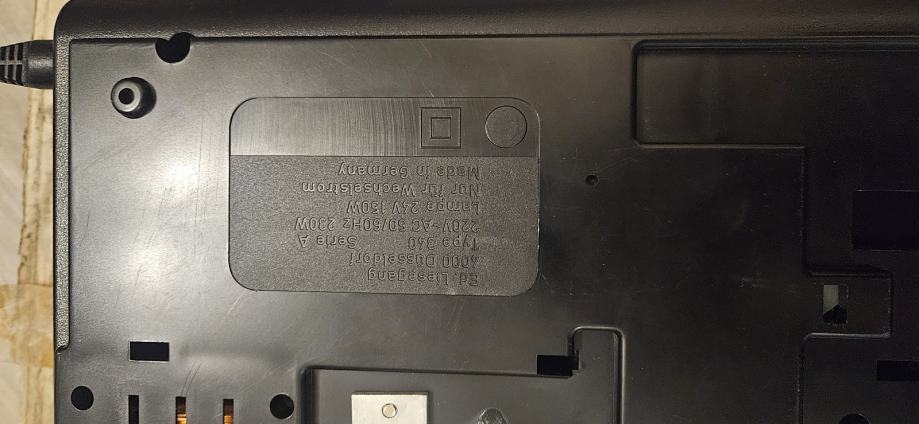 Ed. Liesegang
4000 Düsseldorf
Type 340 Serie A
220V~AC 50/60Hz 230W
Lampe 24V 150W
Nur für Wechselstrom
Made in Germany